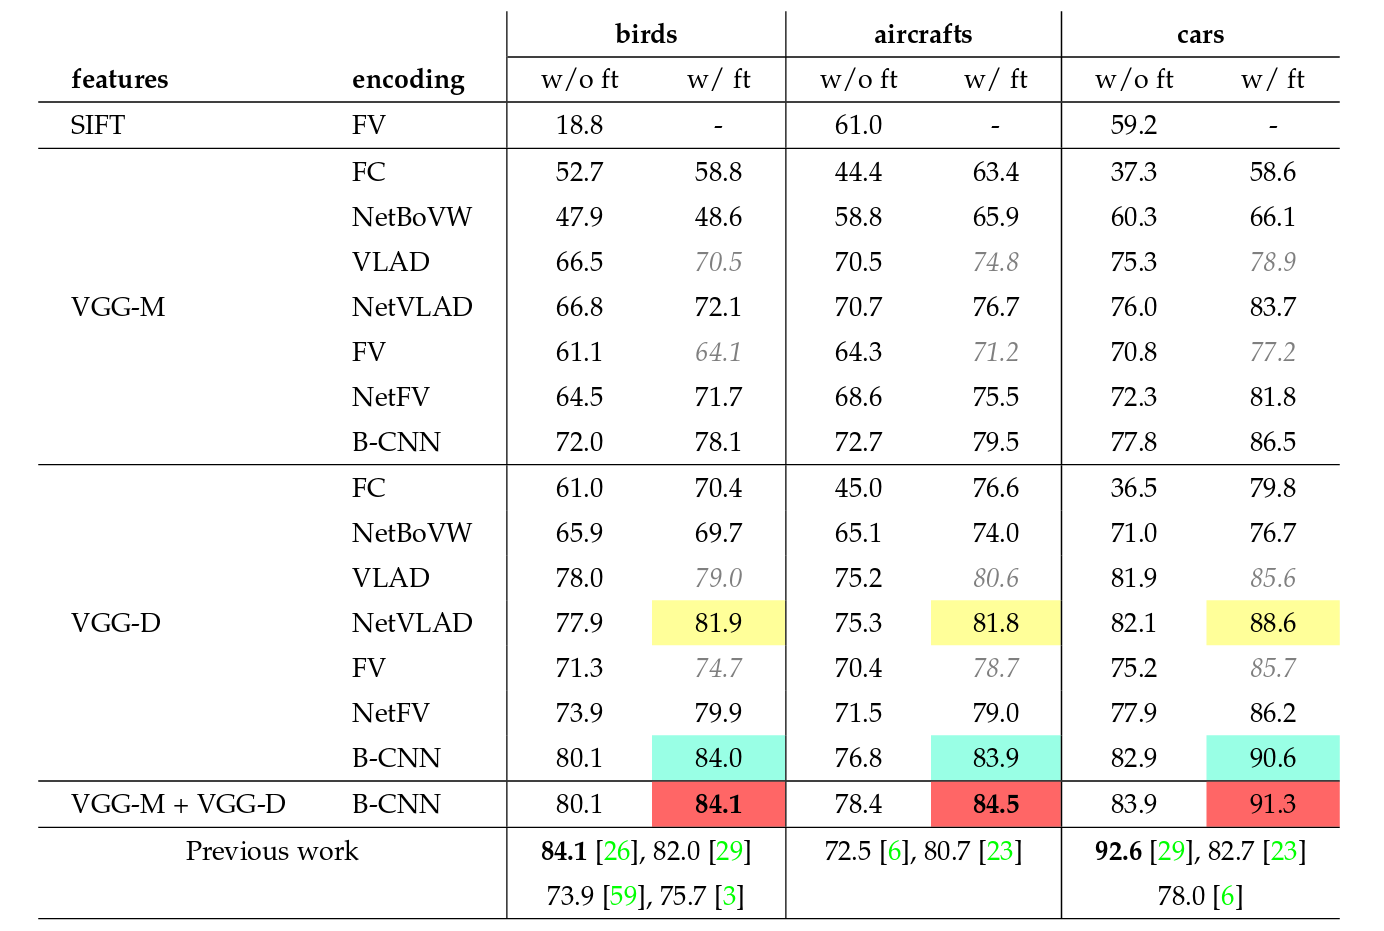 birds aircrafts cars
features encoding w/o ft w/ ft w/o ft w/ ft w/o ft w/ ft
SIFT FV 18.8 - 61.0 - 59.2 -
FC 52.7 58.8 44.4 63.4 37.3 58.6
NetBoVW 47.9 48.6 58.8 65.9 60.3 66.1
VLAD 66.5 70.5 70.5 74.8 75.3 78.9
VGG-M NetVLAD 66.8 72.1 70.7 76.7 76.0 83.7
FV 61.1 64.1 64.3 71.2 70.8 77.2
NetFV 64.5 71.7 68.6 75.5 72.3 81.8
B-CNN 72.0 78.1 72.7 79.5 77.8 86.5
FC 61.0 70.4 45.0 76.6 36.5 79.8
NetBoVW 65.9 69.7 65.1 74.0 71.0 76.7
VLAD 78.0 79.0 75.2 80.6 81.9 85.6
VGG-D NetVLAD 77.9 81.9 75.3 81.8 82.1 88.6
FV 71.3 74.7 70.4 78.7 75.2 85.7
NetFV 73.9 79.9 71.5 79.0 77.9 86.2
B-CNN 80.1 84.0 76.8 83.9 82.9 90.6
VGG-M + VGG-D B-CNN 80.1 84.1 78.4 84.5 83.9 91.3
Previous work 84.1 [26], 82.0 [29] 72.5 [6], 80.7 [23] 92.6 [29], 82.7 [23]
73.9 [59], 75.7 [3] 78.0 [6]